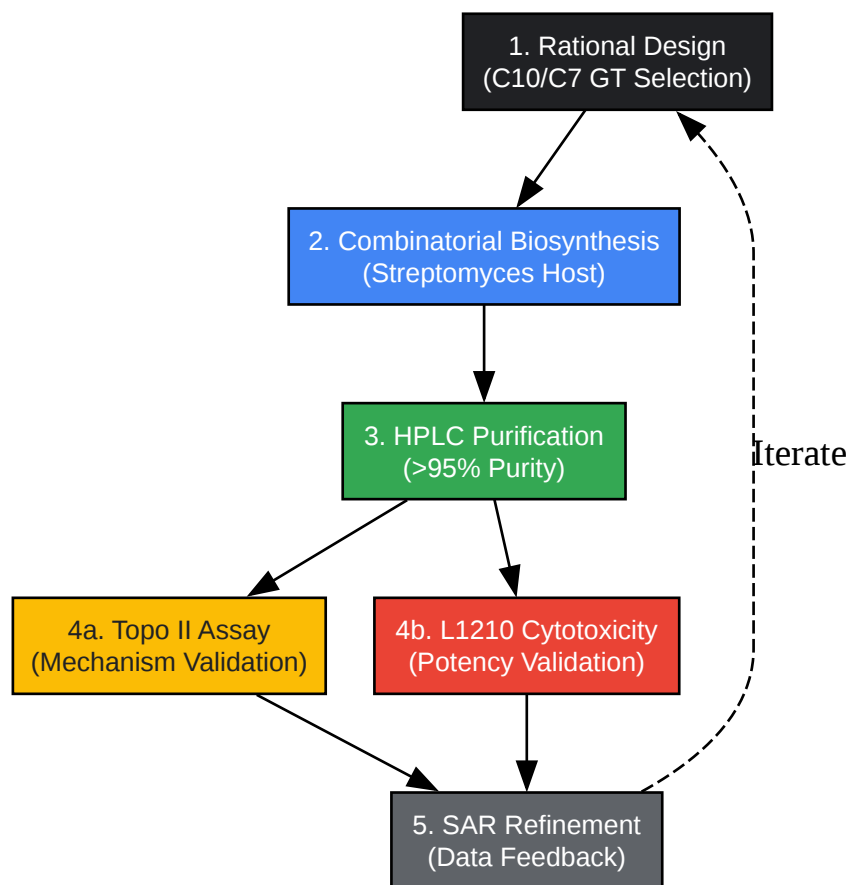 1. Rational Design
(C10/C7 GT Selection)
2. Combinatorial Biosynthesis
(Streptomyces Host)
3. HPLC Purification
(>95% Purity)
Iterate
4a. Topo II Assay
(Mechanism Validation)
4b. L1210 Cytotoxicity
(Potency Validation)
5. SAR Refinement
(Data Feedback)